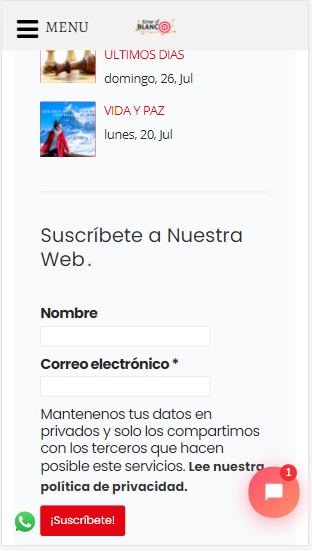 MENU
BLANCO
ULTIMOS DIAS
domingo, 26, Jul
VIDA Y PAZ
lunes, 20, Jul
Suscríbete a Nuestra
Web.
Nombre
Correo electrónico *
Mantenenos tus datos en
privados y solo los compartimos
con los terceros que hacen
posible este servicios. Lee nuestra
política de privacidad.
1
¡Suscríbete!